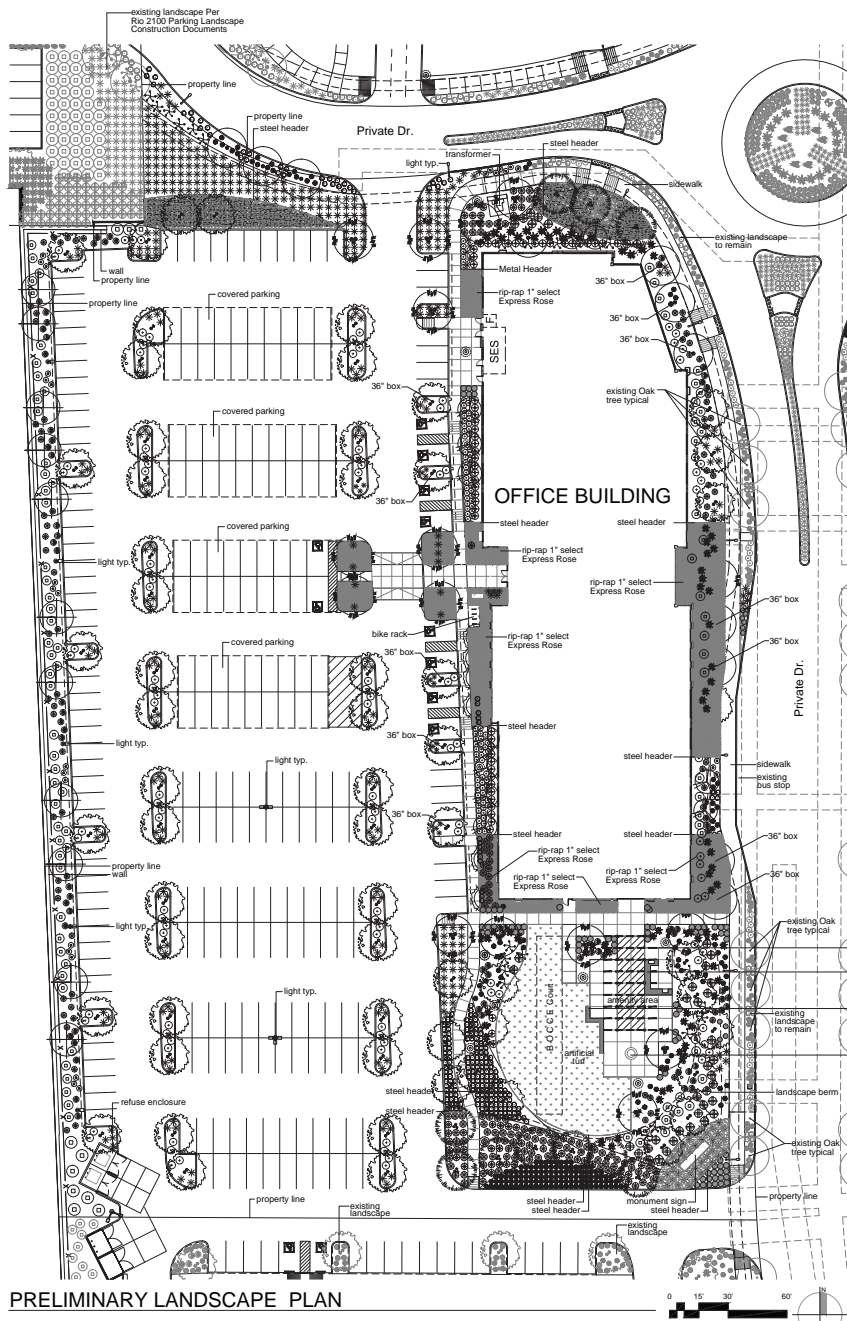 existing landscape Per
Rio 2100 Parking Landscape
Construction Documents
property line
property line
steel header
Private Dr.
transformer
light typ.
steel header
sidewalk
existing landscape
to remain
wall
property line
property line
Metal Header
rip-rap 1" select
Express Rose
covered parking
F
SES
36" box
36" box
36" box
36" box
covered parking
existing Oak
tree typical
36" box
OFFICE BUILDING
steel header
steel header
covered parking
rip-rap 1" select
Express Rose
light typ.
rip-rap 1" select
Express Rose
36" box
bike rack
rip-rap 1" select
Express Rose
36" box
covered parking
36" box
Private Dr.
steel header
36" box
light typ.
steel header
light typ.
sidewalk
existing
bus stop
36" box
steel header
steel header
36" box
rip-rap 1" select
Express Rose
property line
wall
rip-rap 1" select
Express Rose
rip-rap 1" select
Express Rose
36" box
light typ.
existing Oak
tree typical
light typ.
BOCCE Court
amenity area
existing
landscape
to remain
artificial
turf
steel header
landscape berm
refuse enclosure
steel header
existing Oak
tree typical
property line
existing
landscape
steel header
steel header
monument sign
steel header
property line
existing
landscape
PRELIMINARY LANDSCAPE PLAN
0 15' 30' 60'
N